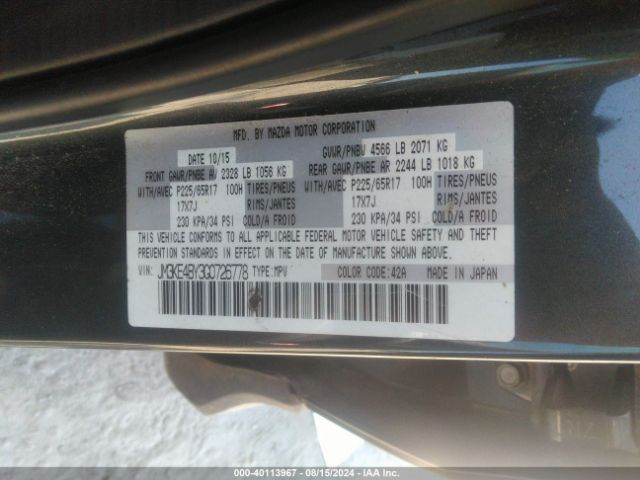 MFD. BY MAZDA MOTOR CORPORATION
DATE 10/15
GVWR/PNBV 4566 LB 2071 KG
FRONT GAWR/PNBE AV 2328 LB 1056 KG
REAR GAWR/PNBE AR 2244 LB 1018 KG
WITH/AVEC P225/65R17 100H TIRES/PNEUS
WITH/AVEC P225/65R17 100H TIRES/PNEUS
17X7J RIMS/JANTES
17X7J RIMS/JANTES
230 KPA/34 PSI COLD/A FROID
230 KPA/34 PSI COLD/A FROID
THIS VEHICLE CONFORMS TO ALL APPLICABLE FEDERAL MOTOR VEHICLE SAFETY AND THEFT
PREVENTION STANDARDS IN EFFECT ON THE DATE OF MANUFACTURE SHOWN ABOVE.
VIN: JM3KE4BY3G0726778 TYPE:MPV COLOR CODE:42A MADE IN JAPAN
000-40113967 - 08/15/2024 - IAA Inc.